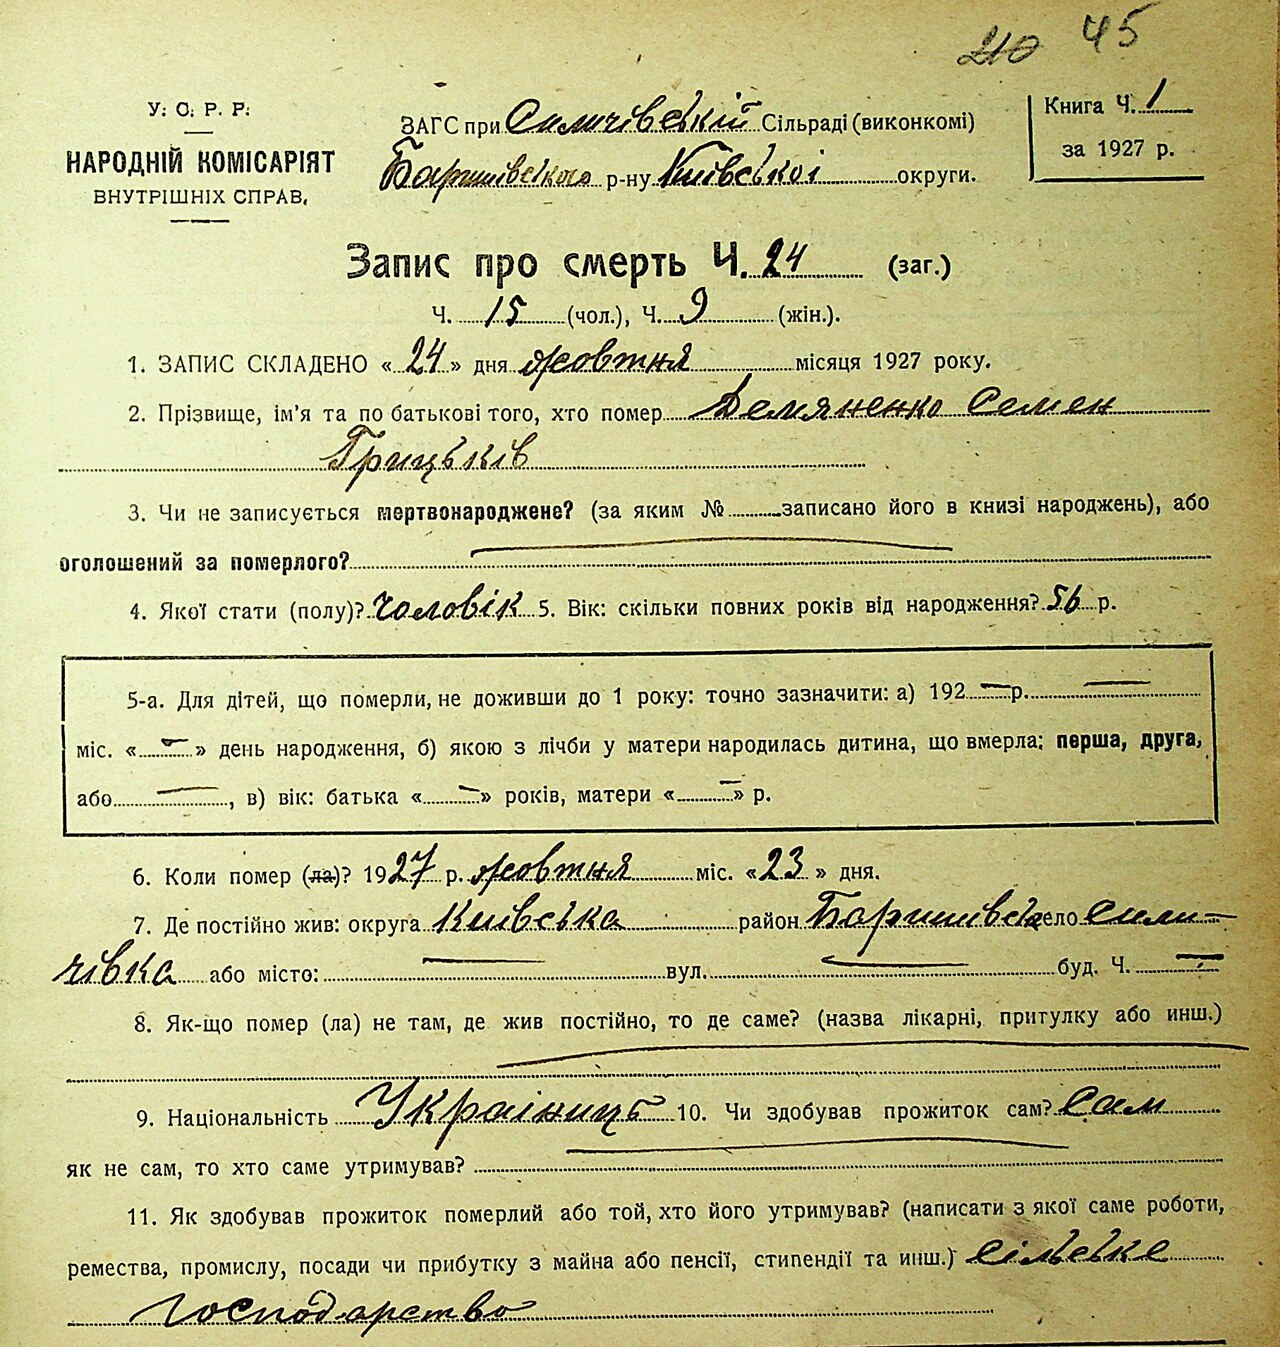 45
У. С. Р. Р.
НАРОДНІЙ КОМІСАРІЯТ
ВНУТРІШНІХ СПРАВ.
ЗАГС при Силичівській Сільраді (виконкомі)
Баришівського р-ну Київської округи.
Книга Ч. 1
за 1927 р.
Запис про смерть Ч. 24 (заг.)
Ч. 15 (чол.), Ч. 9 (жін.).
1. ЗАПИС СКЛАДЕНО « 24 » дня жовтня місяця 1927 року.
2. Прізвище, ім'я та по батькові того, хто помер Демяненко Семен
Грицьків
3. Чи не записується мертвонароджене? (за яким № записано його в книзі народжень), або
оголошений за померлого?
4. Якої стати (полу)? чоловік 5. Вік: скільки повних років від народження? 56 р.
5-а. Для дітей, що померли, не доживши до 1 року: точно зазначити: а) 192 — р. —
міс. « — » день народження, б) якою з лічби у матери народилась дитина, що вмерла: перша, друга,
або — , в) вік: батька « — » років, матери « — » р.
6. Коли помер (ла)? 1927 р. жовтня міс. « 23 » дня.
7. Де постійно жив: округа Київська район Баришівськ село Сили-
чівка або місто: — вул. — буд. Ч. —
8. Як-що помер (ла) не там, де жив постійно, то де саме? (назва лікарні, притулку або инш.)
9. Національність Українець 10. Чи здобував прожиток сам? Сам
як не сам, то хто саме утримував?
11. Як здобував прожиток померлий або той, хто його утримував? (написати з якої саме роботи,
ремества, промислу, посади чи прибутку з майна або пенсії, стипендії та инш.) сільське
господарство